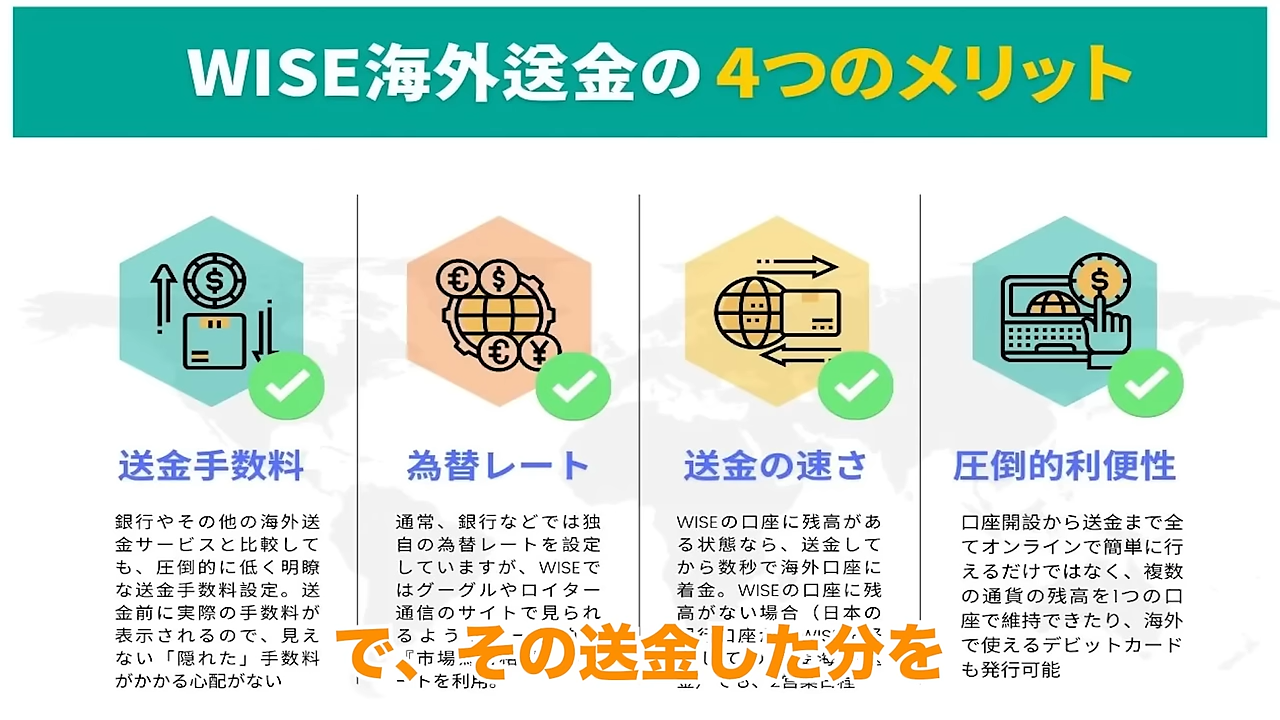 WISE海外送金の4つのメリット
送金手数料
銀行やその他の海外送
金サービスと比較して
も、圧倒的に低く明瞭
な送金手数料設定。送
金前に実際の手数料が
表示されるので、見え
ない「隠れた」手数料
がかかる心配がない
為替レート
通常、銀行などでは独
自の為替レートを設定
していますが、WISEで
はグーグルやロイター
通信のサイトで見られ
るよう
『市場
ートを利用。
送金の速さ
WISEの口座に残高があ
る状態なら、送金して
から数秒で海外口座に
着金。WISEの口座に残
高がない場合（日本の
口座
圧倒的利便性
口座開設から送金まで全
てオンラインで簡単に行
えるだけではなく、複数
の通貨の残高を1つの口
座で維持できたり、海外
で使えるデビットカード
も発行可能
で、その送金した分を